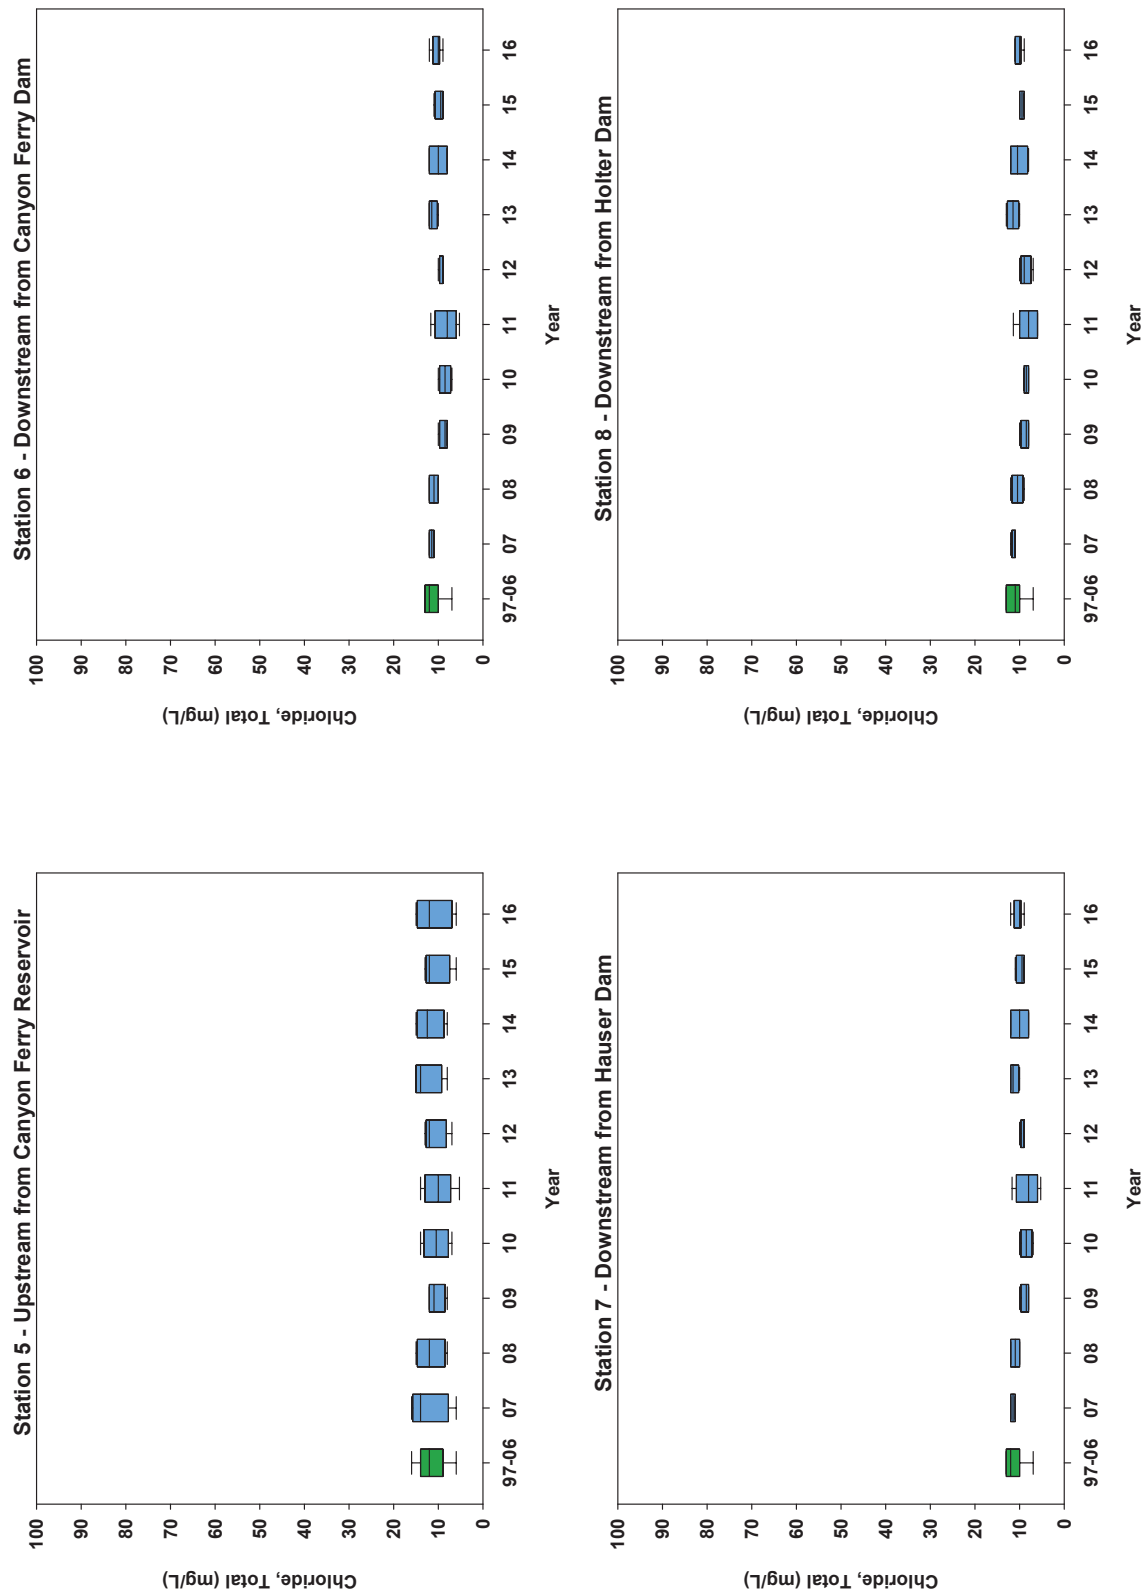 Station 5 - Upstream from Canyon Ferry Reservoir
Chloride, Total (mg/L)
100
90
80
70
60
50
40
30
20
10
0
97-06 07 08 09 10 11 12 13 14 15 16
Year
Station 6 - Downstream from Canyon Ferry Dam
Chloride, Total (mg/L)
100
90
80
70
60
50
40
30
20
10
0
97-06 07 08 09 10 11 12 13 14 15 16
Year
Station 7 - Downstream from Hauser Dam
Chloride, Total (mg/L)
100
90
80
70
60
50
40
30
20
10
0
97-06 07 08 09 10 11 12 13 14 15 16
Year
Station 8 - Downstream from Holter Dam
Chloride, Total (mg/L)
100
90
80
70
60
50
40
30
20
10
0
97-06 07 08 09 10 11 12 13 14 15 16
Year